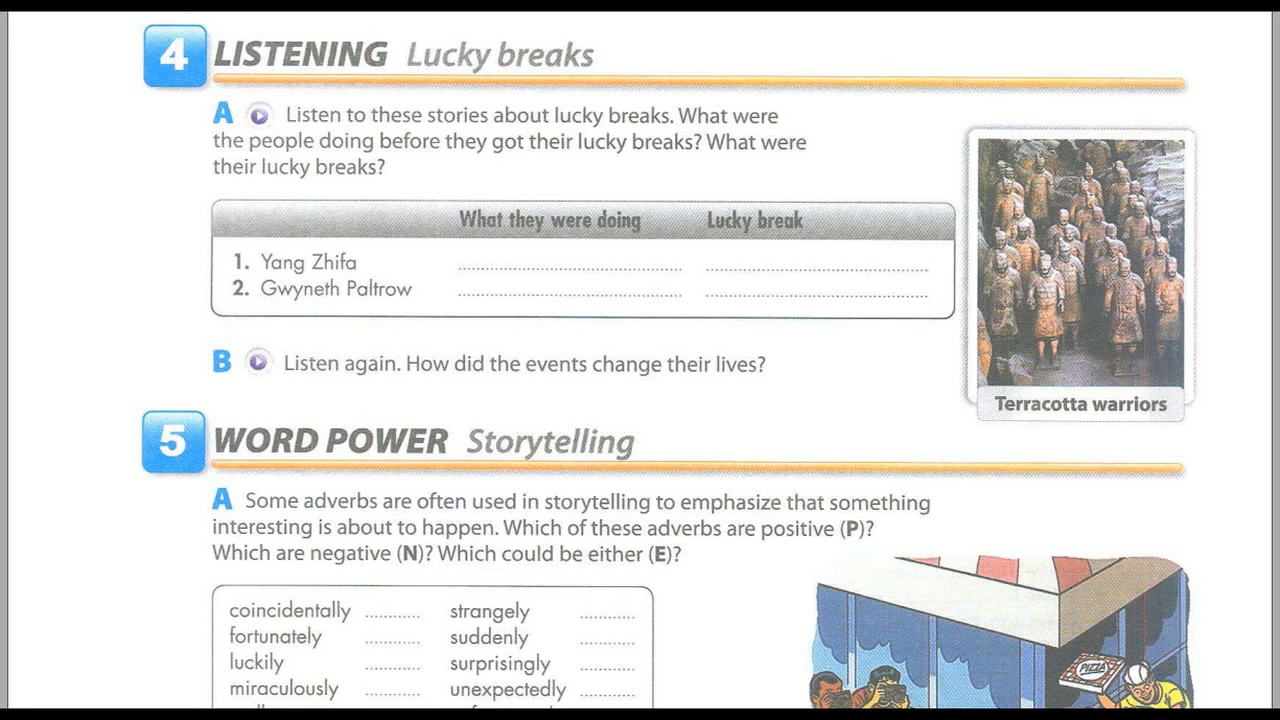 4 LISTENING Lucky breaks
A Listen to these stories about lucky breaks. What were
the people doing before they got their lucky breaks? What were
their lucky breaks?
What they were doing Lucky break
1. Yang Zhifa
2. Gwyneth Paltrow
Terracotta warriors
B Listen again. How did the events change their lives?
5 WORD POWER Storytelling
A Some adverbs are often used in storytelling to emphasize that something
interesting is about to happen. Which of these adverbs are positive (P)?
Which are negative (N)? Which could be either (E)?
coincidentally strangely
fortunately suddenly
luckily surprisingly
miraculously unexpectedly
PIZZA